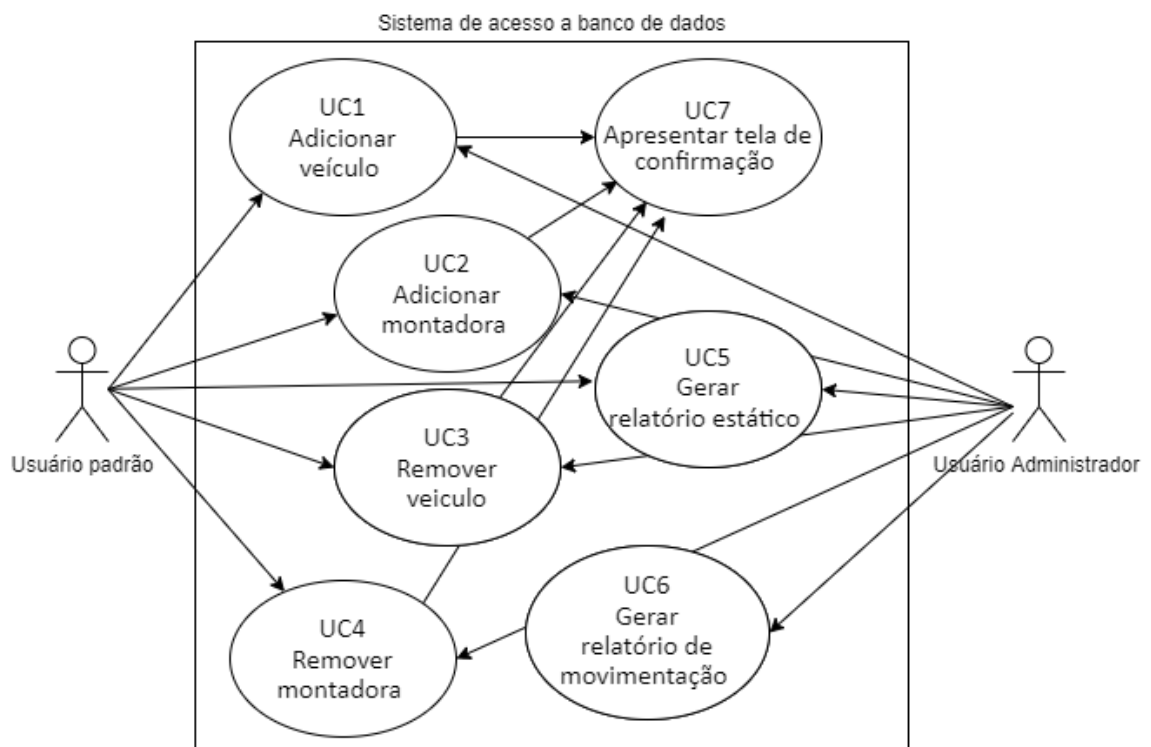 Sistema de acesso a banco de dados
UC1
Adicionar
veículo
UC7
Apresentar tela de
confirmação
UC2
Adicionar
montadora
UC5
Gerar
relatório estático
UC3
Remover
veiculo
Usuário padrão
Usuário Administrador
UC6
Gerar
relatório de
movimentação
UC4
Remover
montadora